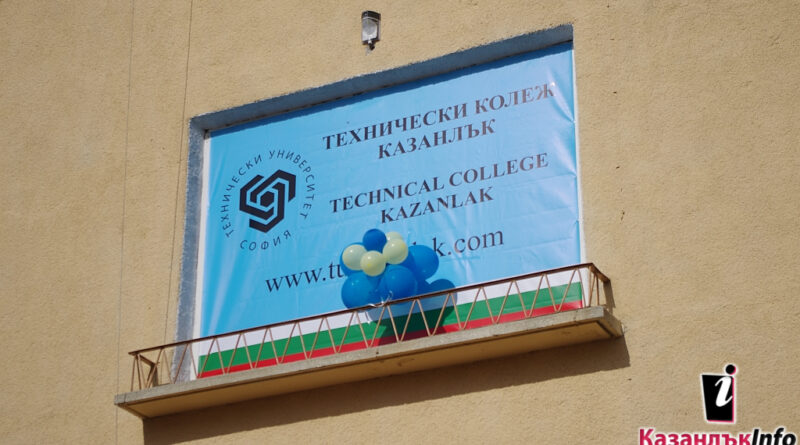 ТЕХНИЧЕСКИ КОЛЕЖ
КАЗАНЛЪК
TECHNICAL COLLEGE
KAZANLAK
ТЕХНИЧЕСКИ УНИВЕРСИТЕТ
СОФИЯ
i
КазанлъкInfo